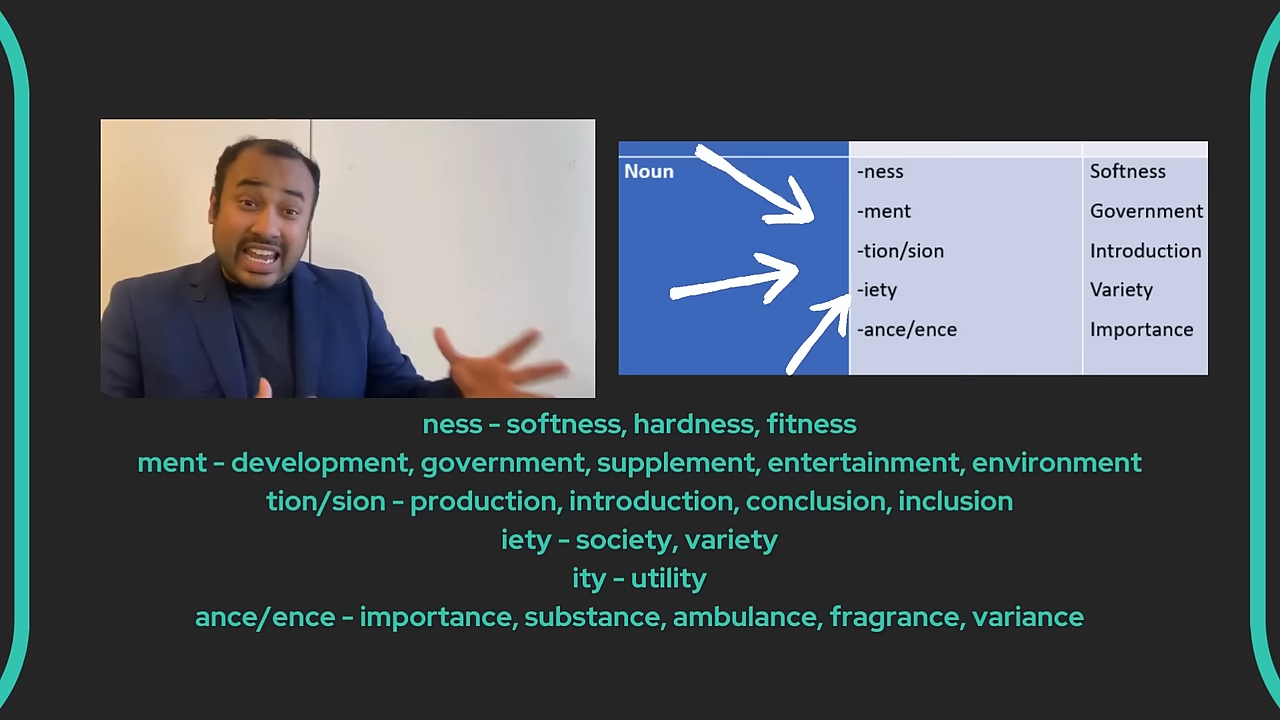 Noun
-ness Softness
-ment Government
-tion/sion Introduction
-iety Variety
-ance/ence Importance
ness - softness, hardness, fitness
ment - development, government, supplement, entertainment, environment
tion/sion - production, introduction, conclusion, inclusion
iety - society, variety
ity - utility
ance/ence - importance, substance, ambulance, fragrance, variance